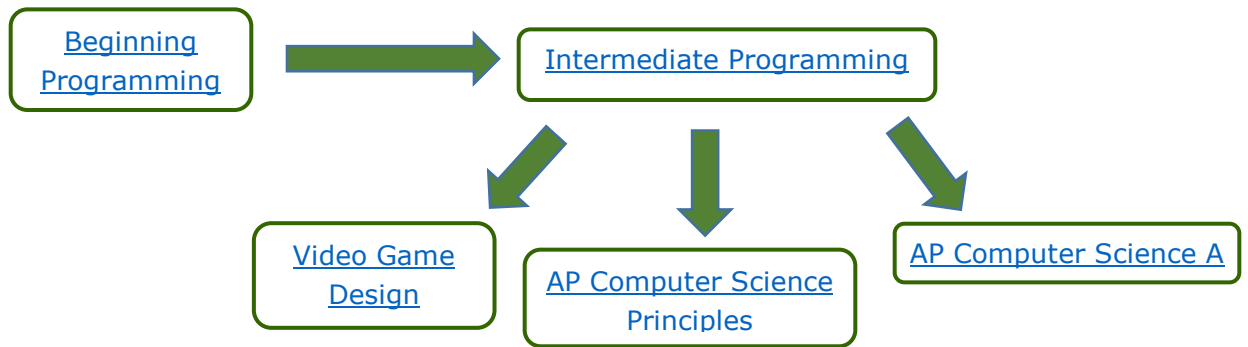 Beginning
Programming
Intermediate Programming
Video Game
Design
AP Computer Science
Principles
AP Computer Science A